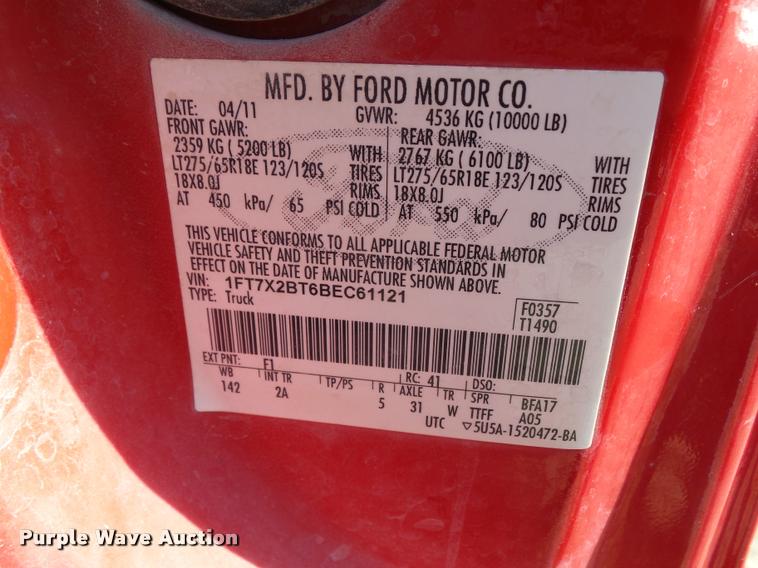 MFD. BY FORD MOTOR CO.
DATE: 04/11 GVWR: 4536 KG (10000 LB)
FRONT GAWR: REAR GAWR:
2359 KG ( 5200 LB) WITH 2767 KG ( 6100 LB) WITH
LT275/65R18E 123/120S TIRES LT275/65R18E 123/120S TIRES
18X8.0J RIMS 18X8.0J RIMS
AT 450 kPa/ 65 PSI COLD AT 550 kPa/ 80 PSI COLD
Ford
THIS VEHICLE CONFORMS TO ALL APPLICABLE FEDERAL MOTOR
VEHICLE SAFETY AND THEFT PREVENTION STANDARDS IN
EFFECT ON THE DATE OF MANUFACTURE SHOWN ABOVE.
VIN: 1FT7X2BT6BEC61121
TYPE: Truck
F0357
T1490
EXT PNT: F1 RC: 41 DSO:
WB INT TR TP/PS R AXLE TR SPR BFA17
142 2A 5 31 W TTFF A05
UTC ▽5U5A-1520472-BA
Purple Wave Auction